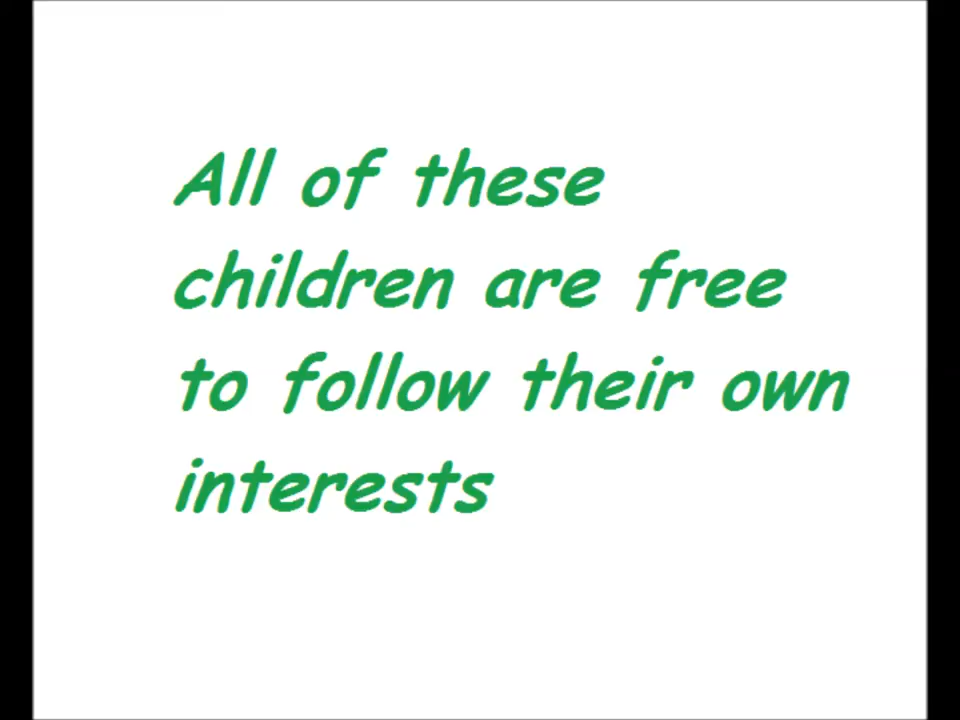 All of these
children are free
to follow their own
interests